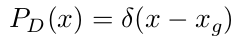 P_D(x) = δ(x − x_g)